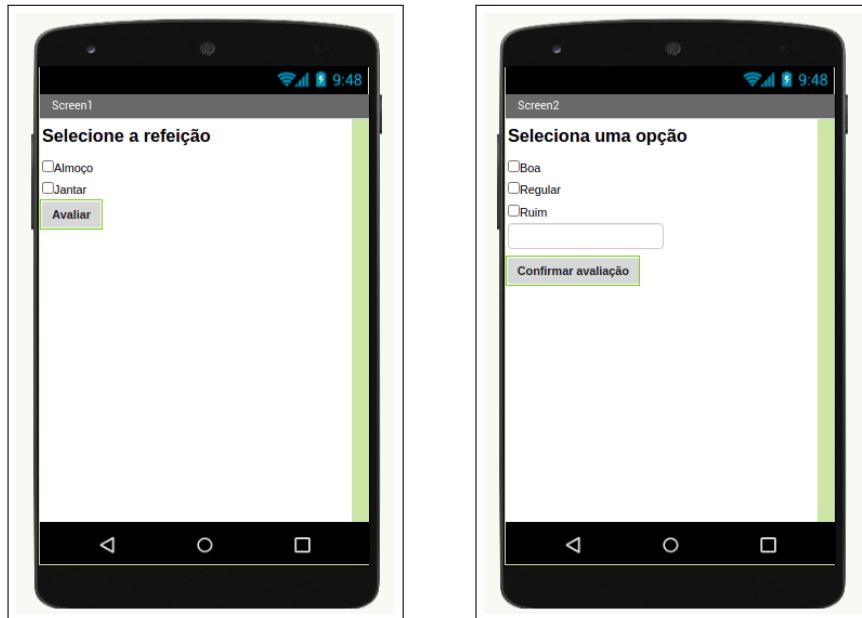 9:48
Screen1
Selecione a refeição
Almoço
Jantar
Avaliar
9:48
Screen2
Seleciona uma opção
Boa
Regular
Ruim
Confirmar avaliação